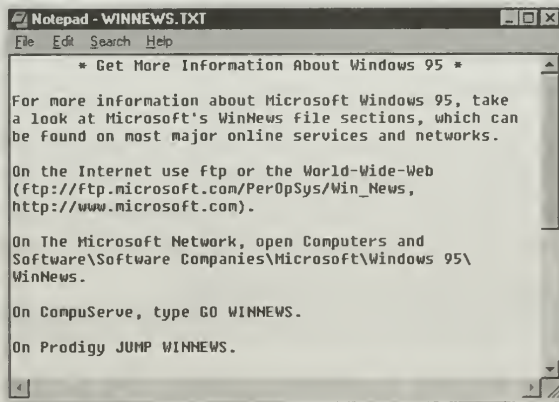 Notepad - WINNEWS.TXT
File Edit Search Help
* Get More Information About Windows 95 *
For more information about Microsoft Windows 95, take
a look at Microsoft's WinNews file sections, which can
be found on most major online services and networks.
On the Internet use ftp or the World-Wide-Web
(ftp://ftp.microsoft.com/PerOpSys/Win_News,
http://www.microsoft.com).
On The Microsoft Network, open Computers and
Software\Software Companies\Microsoft\Windows 95\
WinNews.
On CompuServe, type GO WINNEWS.
On Prodigy JUMP WINNEWS.